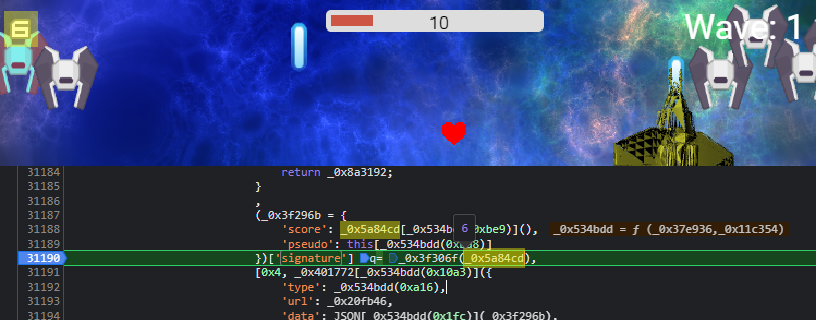 6
10
Wave: 1
31184 return _0x8a3192;
31185 }
31186 ,
31187 (_0x3f296b = {
31188 'score': _0x5a84cd[_0x534b 6 0xbe9)](), _0x534bdd = ƒ (_0x37e936,_0x11c354)
31189 'pseudo': this[_0x534bdd(0x 8)]
31190 })['signature'] = _0x3f306f(_0x5a84cd),
31191 [0x4, _0x401772[_0x534bdd(0x10a3)]({
31192 'type': _0x534bdd(0xa16),
31193 'url': _0x20fb46,
31194 'data': JSON[_0x534bdd(0x1fc)](_0x3f296b),